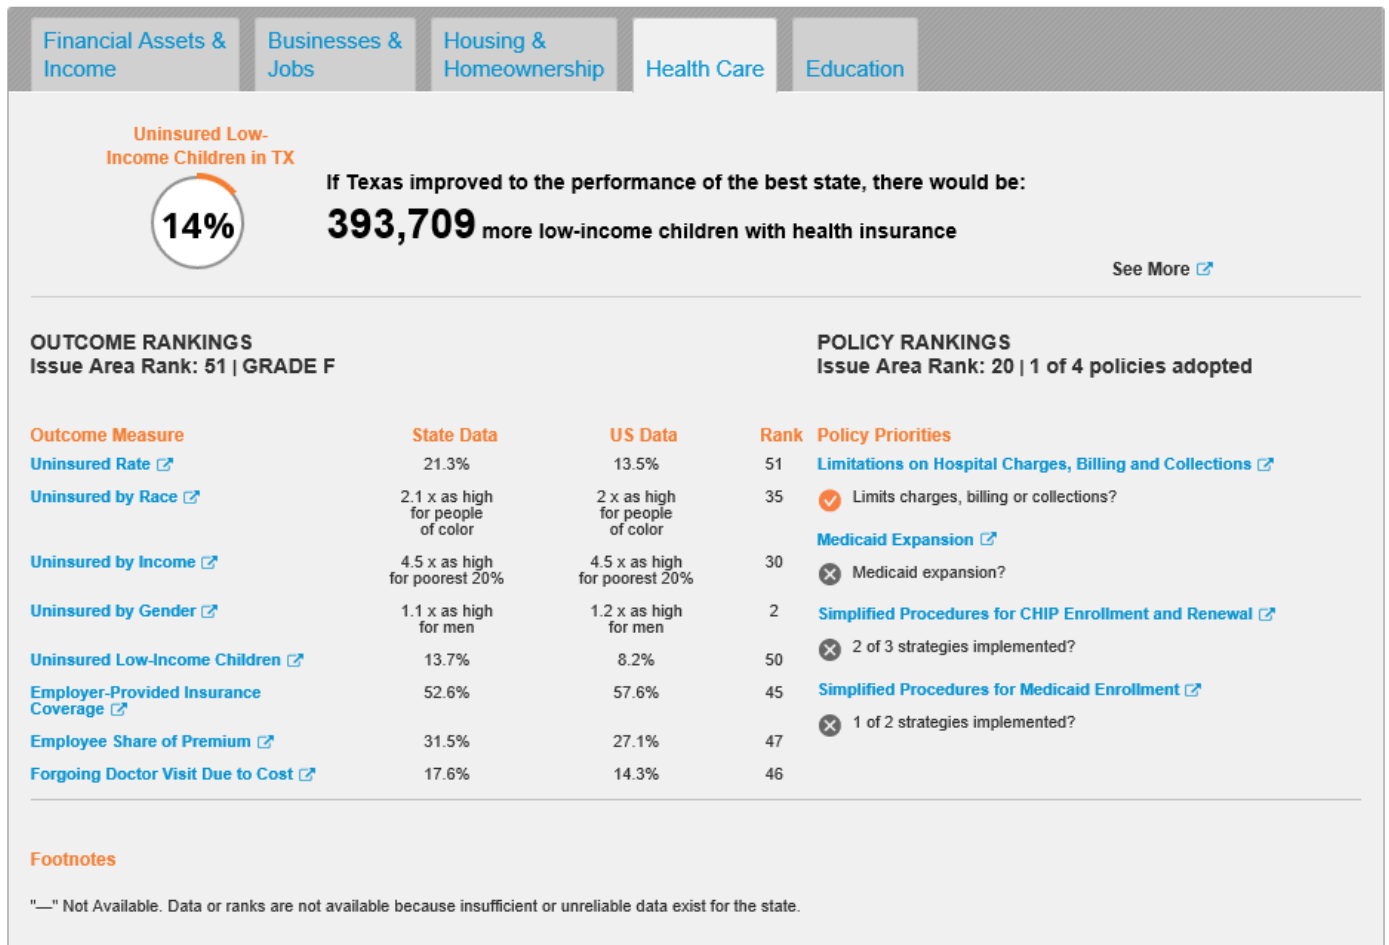 Financial Assets &
Income
Businesses &
Jobs
Housing &
Homeownership
Health Care
Education
Uninsured Low-
Income Children in TX
14%
If Texas improved to the performance of the best state, there would be:
393,709 more low-income children with health insurance
See More
OUTCOME RANKINGS
Issue Area Rank: 51 | GRADE F
POLICY RANKINGS
Issue Area Rank: 20 | 1 of 4 policies adopted
Outcome Measure State Data US Data Rank
Uninsured Rate 21.3% 13.5% 51
Uninsured by Race 2.1 x as high 2 x as high 35
for people for people
of color of color
Uninsured by Income 4.5 x as high 4.5 x as high 30
for poorest 20% for poorest 20%
Uninsured by Gender 1.1 x as high 1.2 x as high 2
for men for men
Uninsured Low-Income Children 13.7% 8.2% 50
Employer-Provided Insurance 52.6% 57.6% 45
Coverage
Employee Share of Premium 31.5% 27.1% 47
Forgoing Doctor Visit Due to Cost 17.6% 14.3% 46
Policy Priorities
Limitations on Hospital Charges, Billing and Collections
Limits charges, billing or collections?
Medicaid Expansion
Medicaid expansion?
Simplified Procedures for CHIP Enrollment and Renewal
2 of 3 strategies implemented?
Simplified Procedures for Medicaid Enrollment
1 of 2 strategies implemented?
Footnotes
"—" Not Available. Data or ranks are not available because insufficient or unreliable data exist for the state.